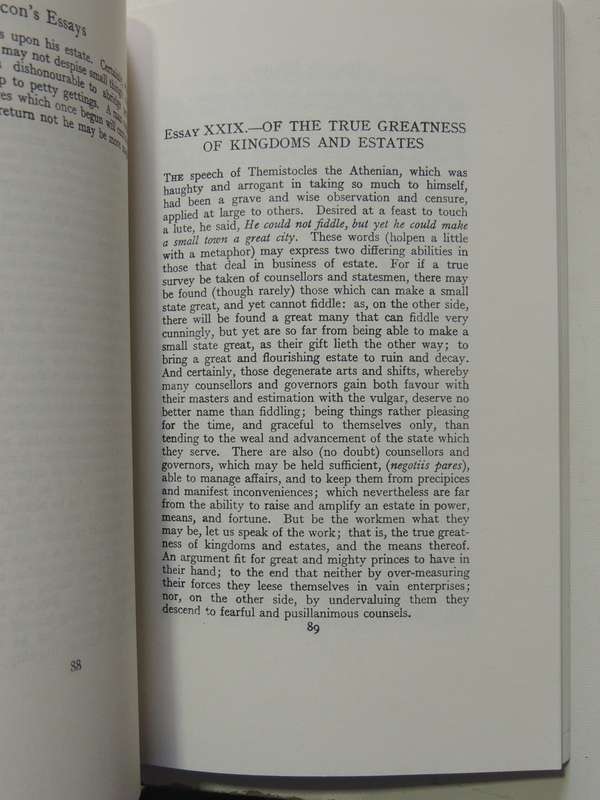 con's Essays
s upon his estate. Certainly
may not despise small things
dishonourable to abridge
p to petty gettings. A man
es which once begun will
return not he may be more
88
ESSAY XXIX.—OF THE TRUE GREATNESS
OF KINGDOMS AND ESTATES
THE speech of Themistocles the Athenian, which was
haughty and arrogant in taking so much to himself,
had been a grave and wise observation and censure,
applied at large to others. Desired at a feast to touch
a lute, he said, He could not fiddle, but yet he could make
a small town a great city. These words (holpen a little
with a metaphor) may express two differing abilities in
those that deal in business of estate. For if a true
survey be taken of counsellors and statesmen, there may
be found (though rarely) those which can make a small
state great, and yet cannot fiddle: as, on the other side,
there will be found a great many that can fiddle very
cunningly, but yet are so far from being able to make a
small state great, as their gift lieth the other way; to
bring a great and flourishing estate to ruin and decay.
And certainly, those degenerate arts and shifts, whereby
many counsellors and governors gain both favour with
their masters and estimation with the vulgar, deserve no
better name than fiddling; being things rather pleasing
for the time, and graceful to themselves only, than
tending to the weal and advancement of the state which
they serve. There are also (no doubt) counsellors and
governors, which may be held sufficient, (negotiis pares),
able to manage affairs, and to keep them from precipices
and manifest inconveniences; which nevertheless are far
from the ability to raise and amplify an estate in power,
means, and fortune. But be the workmen what they
may be, let us speak of the work; that is, the true great-
ness of kingdoms and estates, and the means thereof.
An argument fit for great and mighty princes to have in
their hand; to the end that neither by over-measuring
their forces they leese themselves in vain enterprises;
nor, on the other side, by undervaluing them they
descend to fearful and pusillanimous counsels.
89